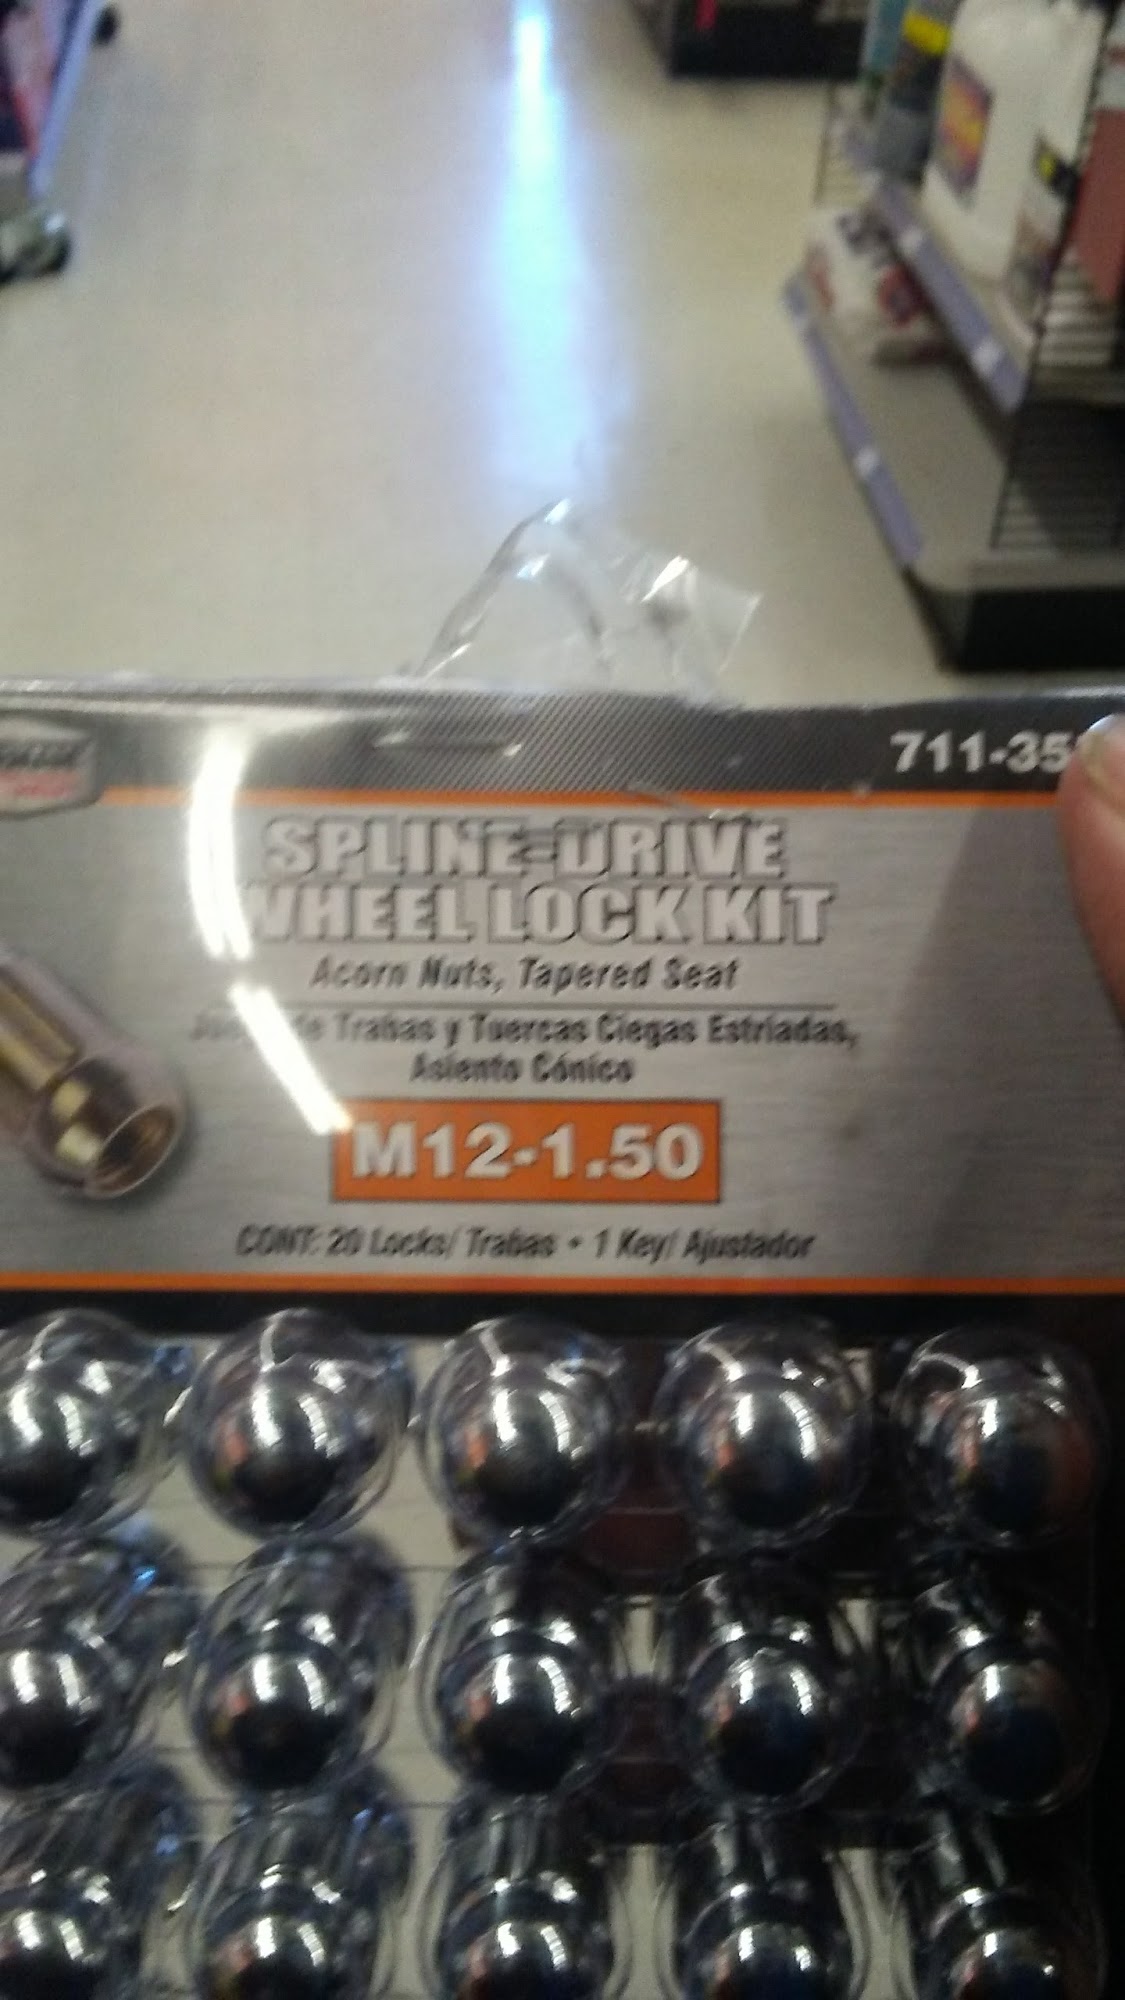 711-35
SPLINE-DRIVE
WHEEL LOCK KIT
Acorn Nuts, Tapered Seat
de Trabas y Tuercas Ciegas Estriadas,
Asiento Cónico
M12-1.50
CONT: 20 Locks/ Trabas • 1 Key/ Ajustador